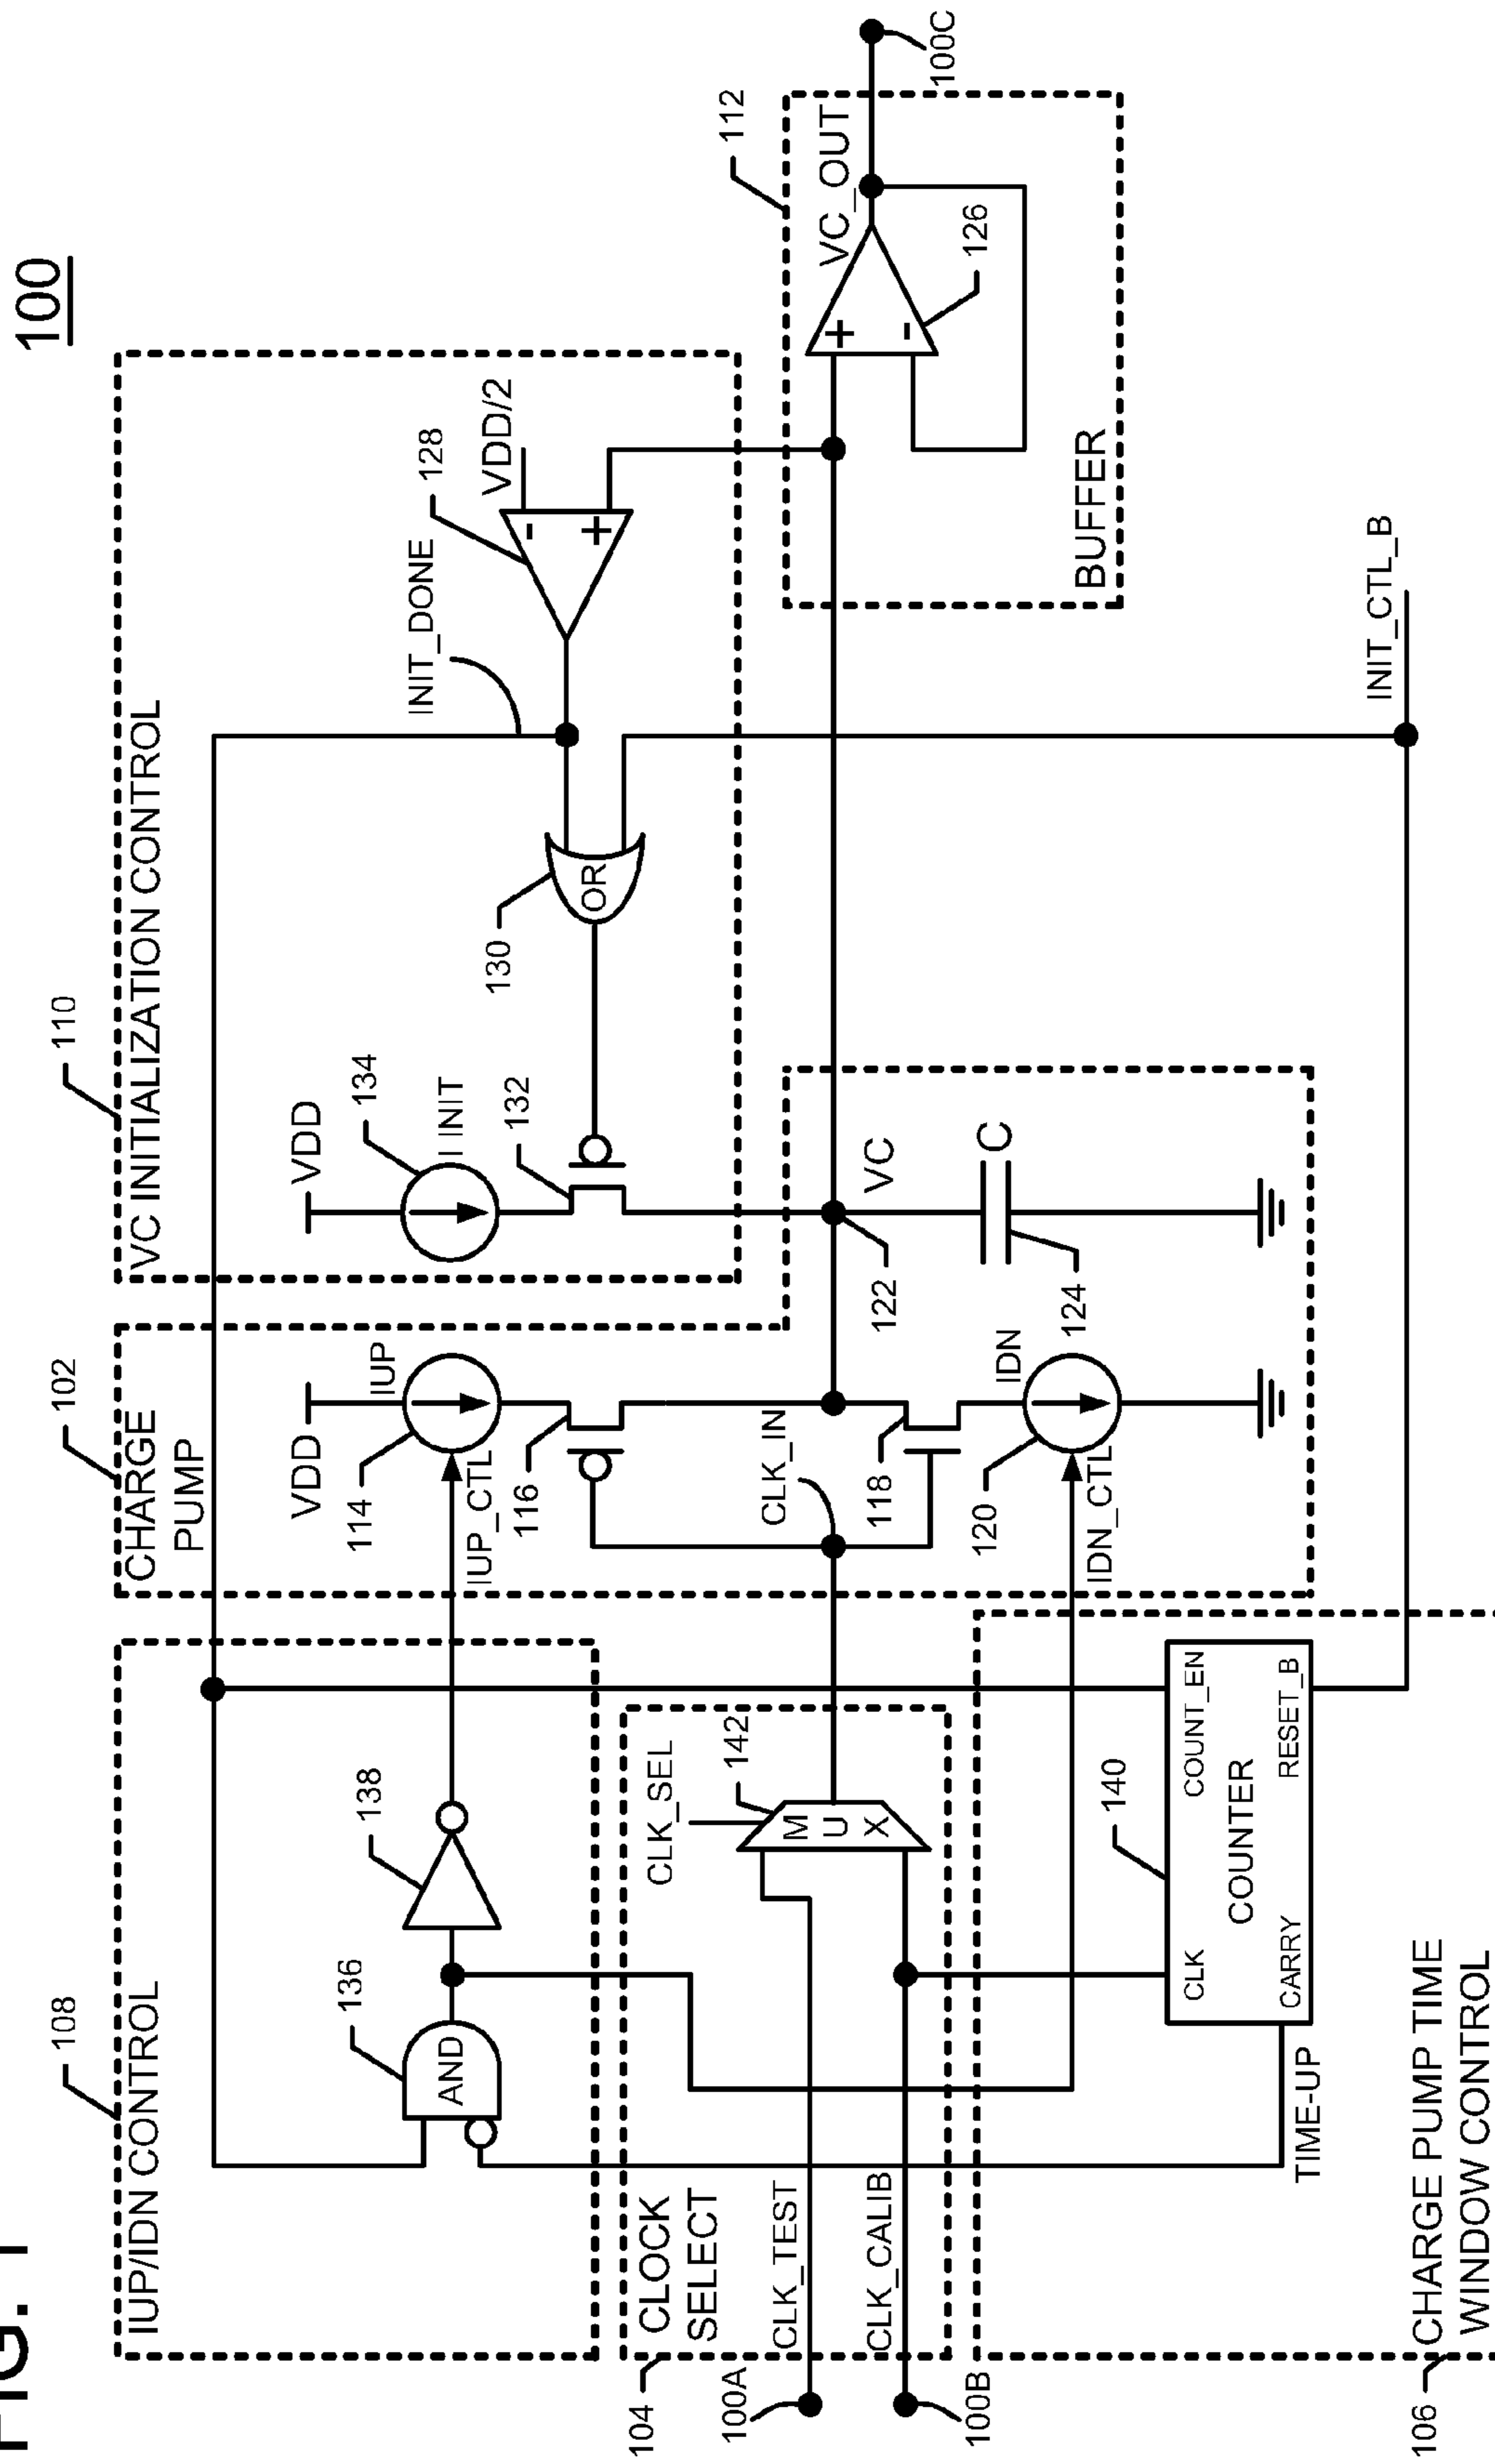 FIG. 1
100
108
IUP/IDN CONTROL
136
AND
138
102
CHARGE
PUMP
VDD
114
IUP
IUP_CTL
116
110
VC INITIALIZATION CONTROL
VDD
134
I INIT
132
130
OR
INIT_DONE
128
VDD/2
-
+
104
CLOCK
SELECT
CLK_SEL
142
M
U
X
100A
CLK_TEST
100B
CLK_CALIB
CLK_IN
118
120
IDN
IDN_CTL
122
VC
C
124
112
VC_OUT
+
-
126
BUFFER
100C
106
CHARGE PUMP TIME
WINDOW CONTROL
TIME-UP
140
CLK
COUNT_EN
COUNTER
CARRY
RESET_B
INIT_CTL_B